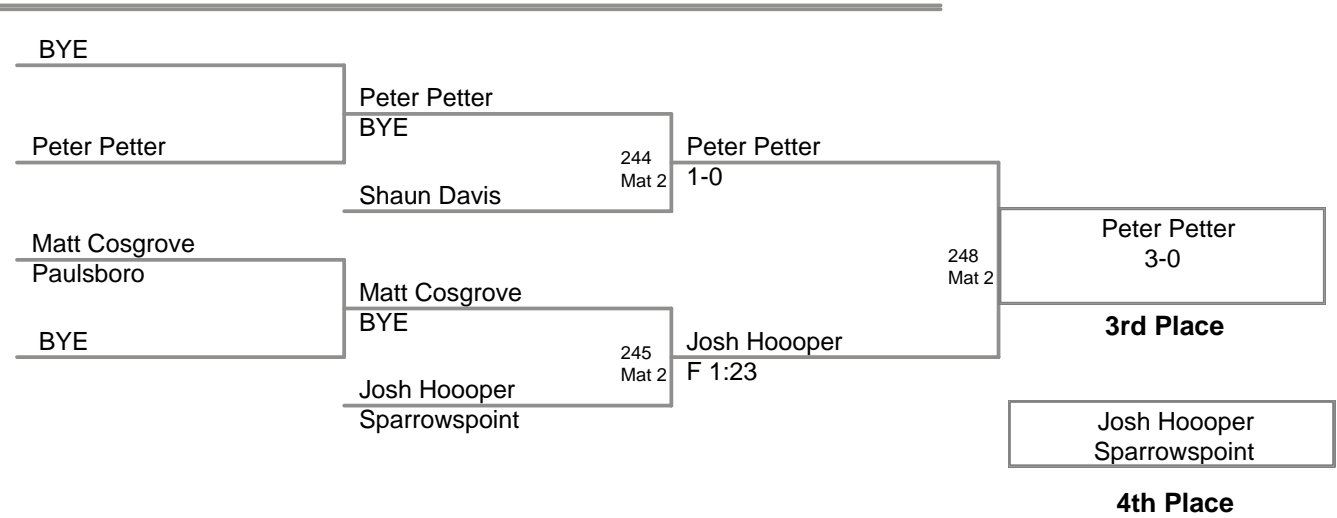 BYE
Peter Petter
BYE
Peter Petter
244
Mat 2
Peter Petter
1-0
Shaun Davis
Matt Cosgrove
Paulsboro
Peter Petter
3-0
248
Mat 2
3rd Place
Matt Cosgrove
BYE
BYE
245
Mat 2
Josh Hoooper
F 1:23
Josh Hoooper
Sparrowspoint
Josh Hoooper
Sparrowspoint
4th Place